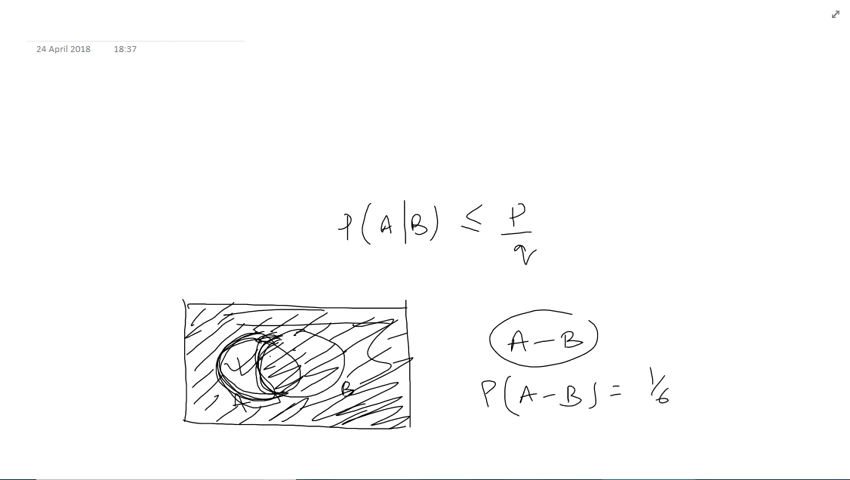 24 April 2018 18:37
P(A|B) ≤ P/q
A − B
P(A − B) = 1/6
A
B